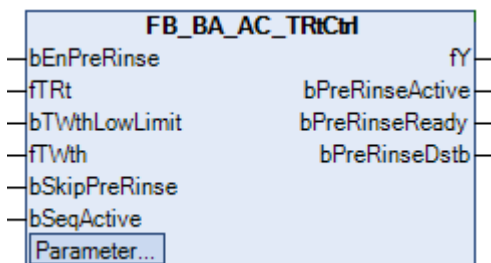 FB_BA_AC_TRtCtrl
bEnPreRinse fY
fTRt bPreRinseActive
bTWthLowLimit bPreRinseReady
fTWth bPreRinseDstb
bSkipPreRinse
bSeqActive
Parameter...